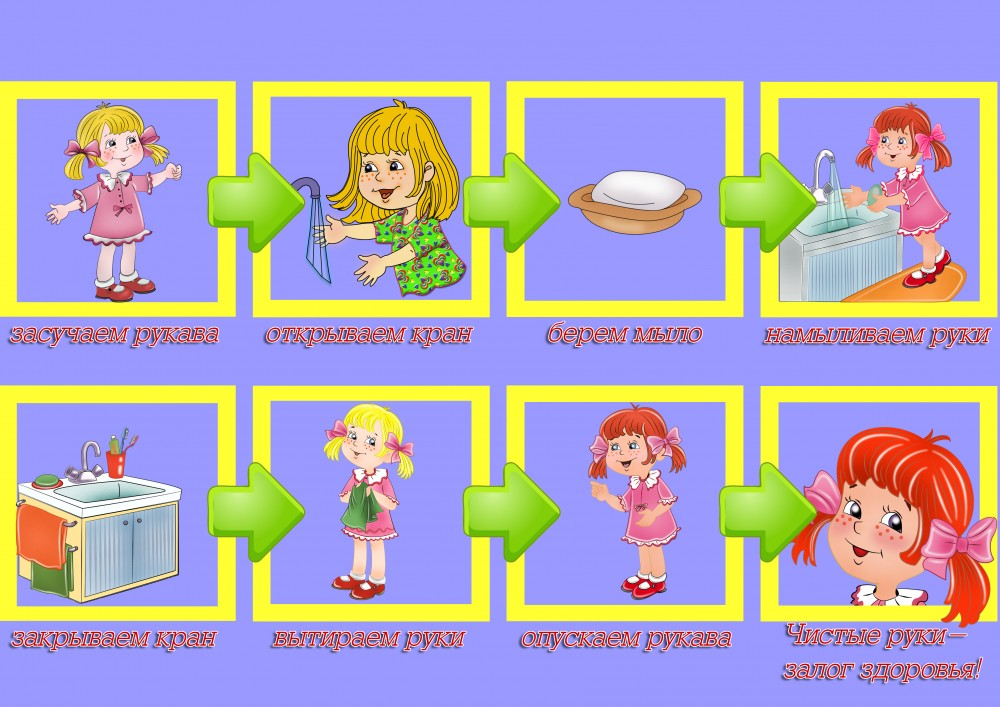 засучаем рукава
открываем кран
берем мыло
намыливаем руки
закрываем кран
вытираем руки
опускаем рукава
Чистые руки—
залог здоровья!